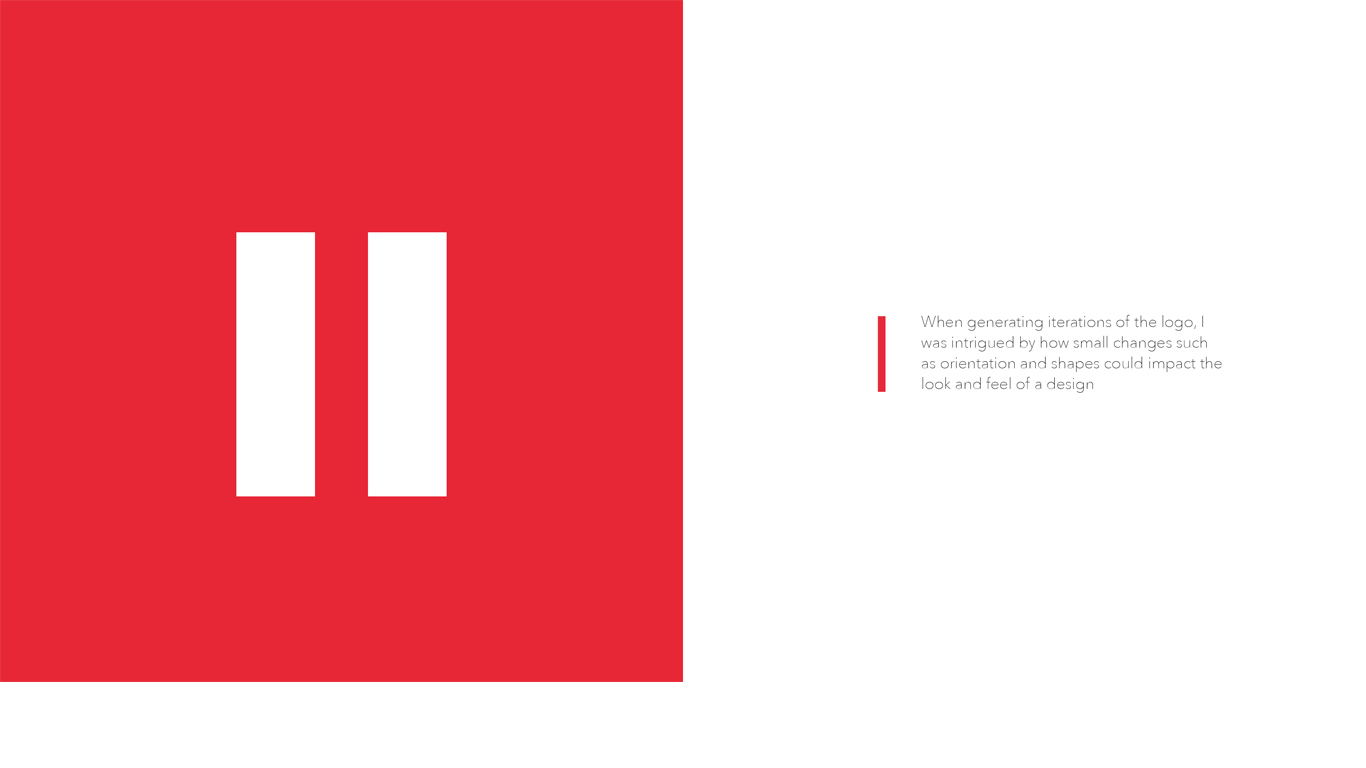 When generating iterations of the logo, I
was intrigued by how small changes such
as orientation and shapes could impact the
look and feel of a design